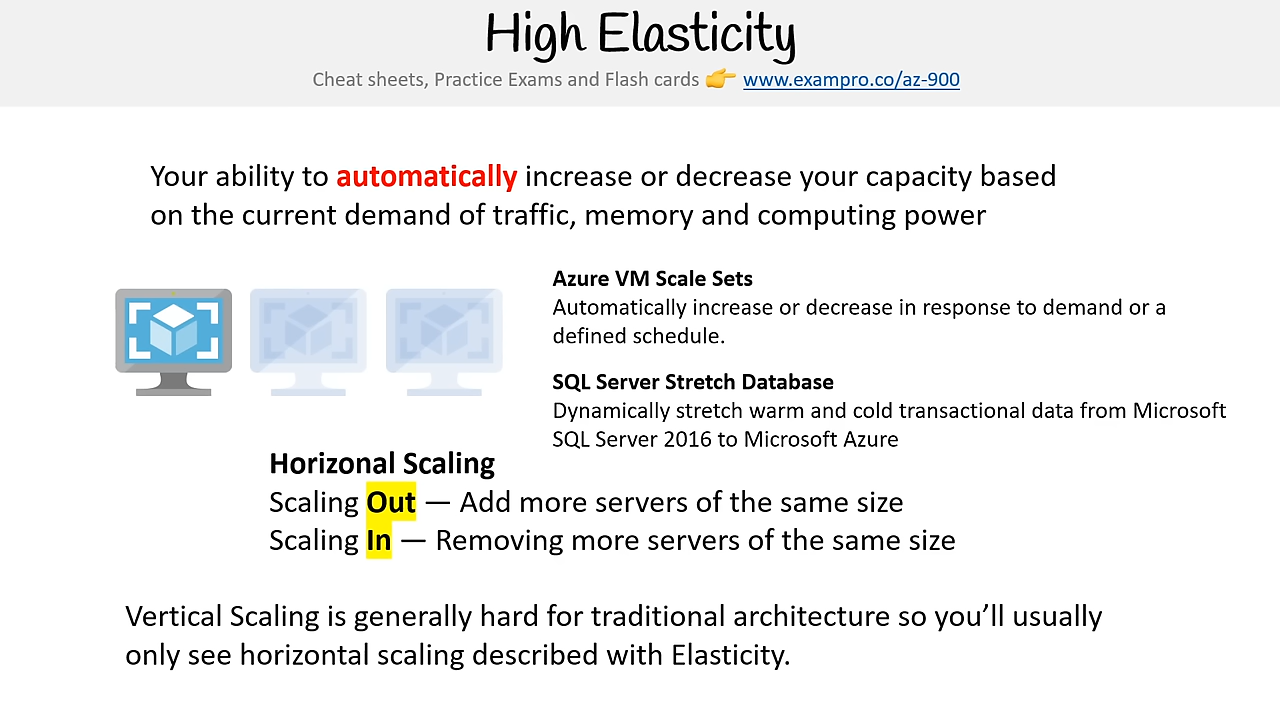 High Elasticity
Cheat sheets, Practice Exams and Flash cards 👉 www.exampro.co/az-900
Your ability to automatically increase or decrease your capacity based
on the current demand of traffic, memory and computing power
Azure VM Scale Sets
Automatically increase or decrease in response to demand or a
defined schedule.
SQL Server Stretch Database
Dynamically stretch warm and cold transactional data from Microsoft
SQL Server 2016 to Microsoft Azure
Horizonal Scaling
Scaling Out — Add more servers of the same size
Scaling In — Removing more servers of the same size
Vertical Scaling is generally hard for traditional architecture so you’ll usually
only see horizontal scaling described with Elasticity.